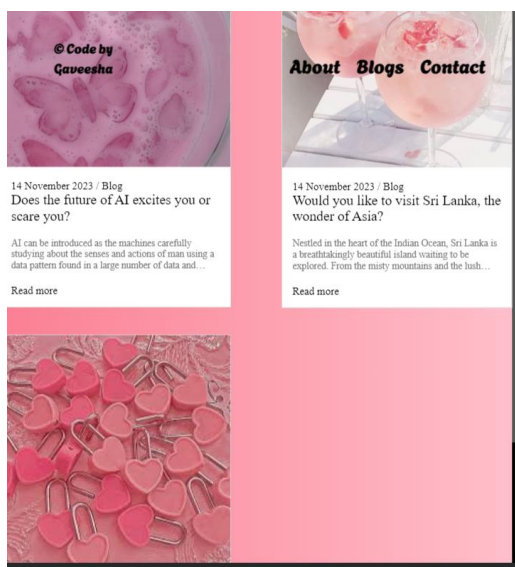 © Code by
Gaveesha
About Blogs Contact
14 November 2023 / Blog
Does the future of AI excites you or
scare you?
AI can be introduced as the machines carefully
studying about the senses and actions of man using a
data pattern found in a large number of data and…
Read more
14 November 2023 / Blog
Would you like to visit Sri Lanka, the
wonder of Asia?
Nestled in the heart of the Indian Ocean, Sri Lanka is
a breathtakingly beautiful island waiting to be
explored. From the misty mountains and the lush…
Read more